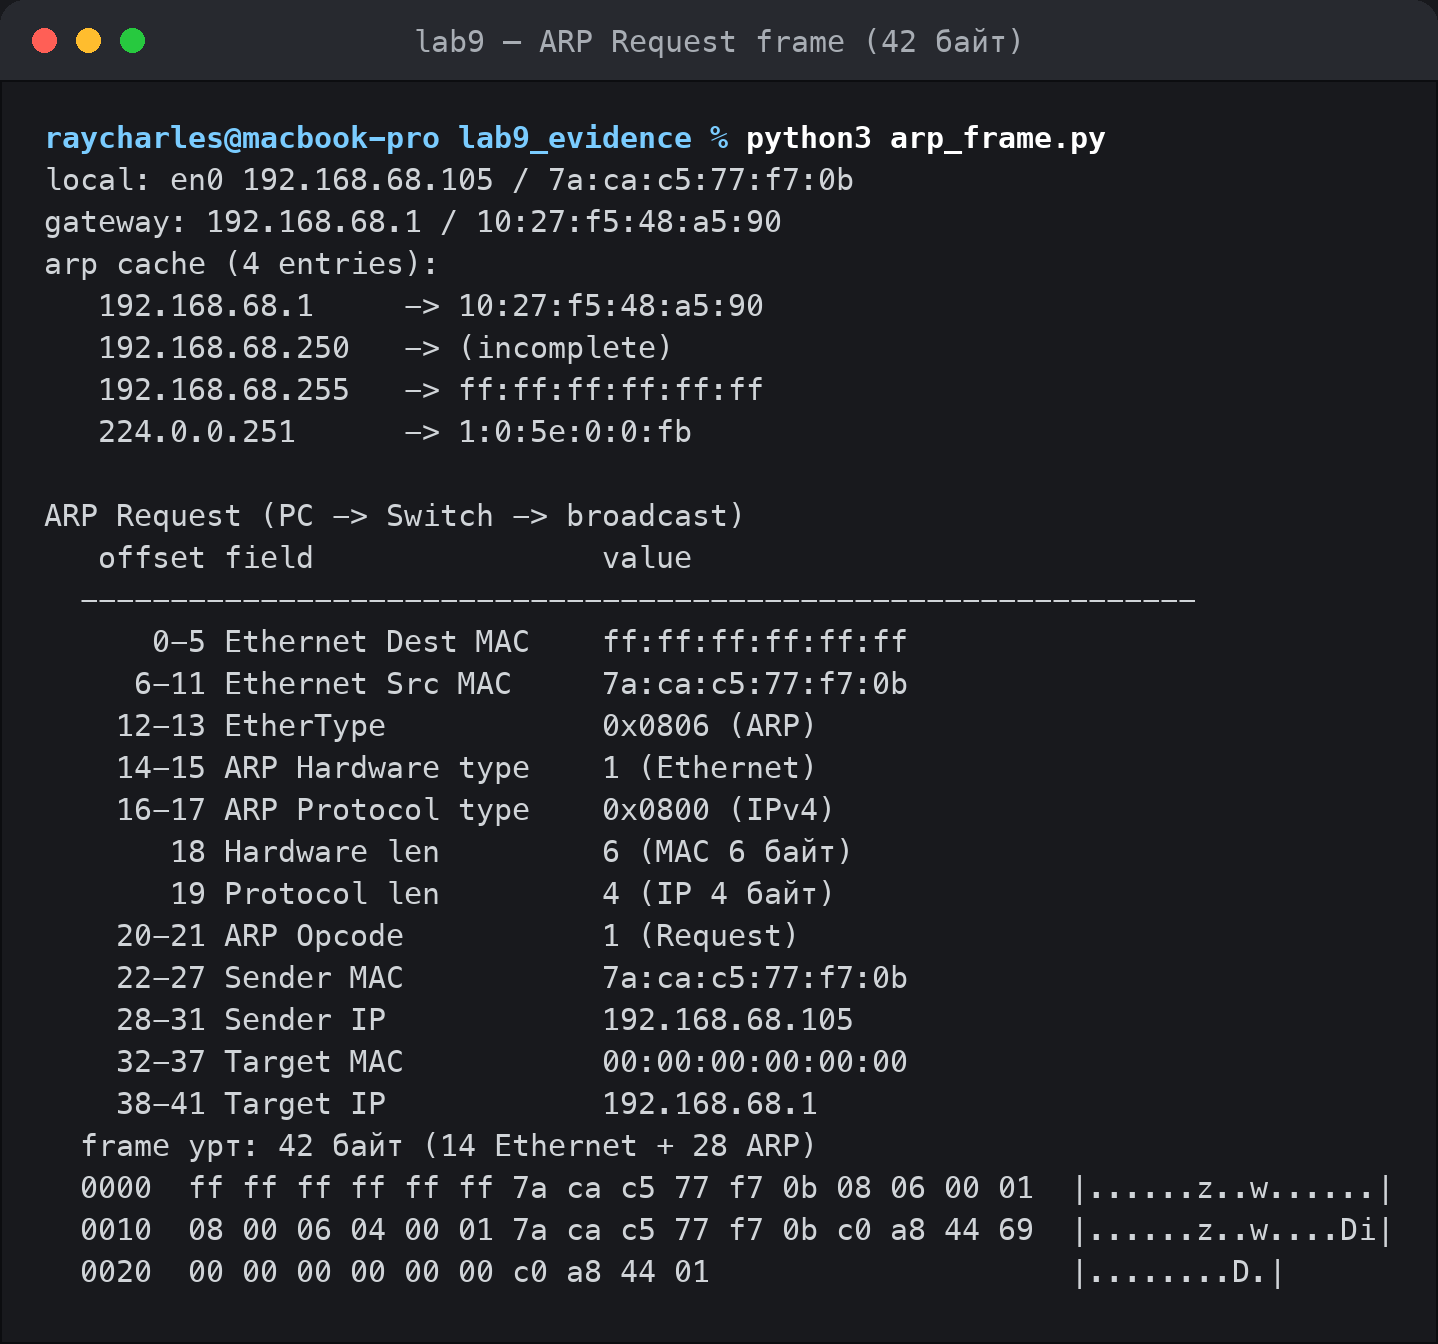 lab9 — ARP Request frame (42 байт)
raycharles@macbook-pro lab9_evidence % python3 arp_frame.py
local: en0 192.168.68.105 / 7a:ca:c5:77:f7:0b
gateway: 192.168.68.1 / 10:27:f5:48:a5:90
arp cache (4 entries):
192.168.68.1     -> 10:27:f5:48:a5:90
192.168.68.250   -> (incomplete)
192.168.68.255   -> ff:ff:ff:ff:ff:ff
224.0.0.251      -> 1:0:5e:0:0:fb
ARP Request (PC -> Switch -> broadcast)
offset field                value
--------------------------------------------------------------
0-5 Ethernet Dest MAC    ff:ff:ff:ff:ff:ff
6-11 Ethernet Src MAC     7a:ca:c5:77:f7:0b
12-13 EtherType            0x0806 (ARP)
14-15 ARP Hardware type    1 (Ethernet)
16-17 ARP Protocol type    0x0800 (IPv4)
18 Hardware len         6 (MAC 6 байт)
19 Protocol len         4 (IP 4 байт)
20-21 ARP Opcode           1 (Request)
22-27 Sender MAC           7a:ca:c5:77:f7:0b
28-31 Sender IP            192.168.68.105
32-37 Target MAC           00:00:00:00:00:00
38-41 Target IP            192.168.68.1
frame урт: 42 байт (14 Ethernet + 28 ARP)
0000  ff ff ff ff ff ff 7a ca c5 77 f7 0b 08 06 00 01  |......z..w......|
0010  08 00 06 04 00 01 7a ca c5 77 f7 0b c0 a8 44 69  |......z..w....Di|
0020  00 00 00 00 00 00 c0 a8 44 01                    |........D.|